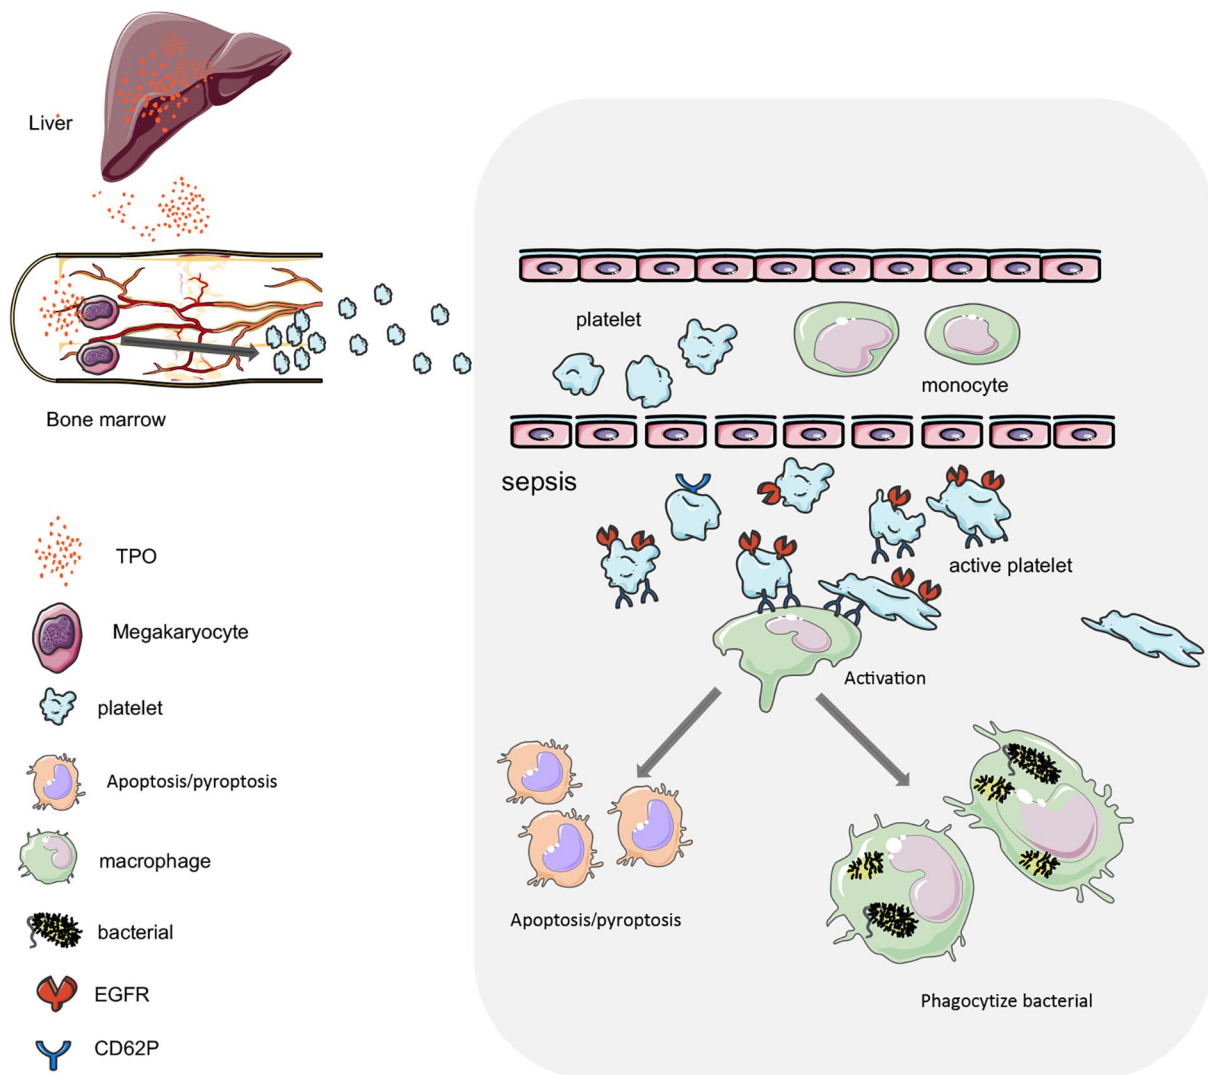 Liver
Bone marrow
TPO
Megakaryocyte
platelet
Apoptosis/pyroptosis
macrophage
bacterial
EGFR
CD62P
platelet
monocyte
sepsis
active platelet
Activation
Apoptosis/pyroptosis
Phagocytize bacterial